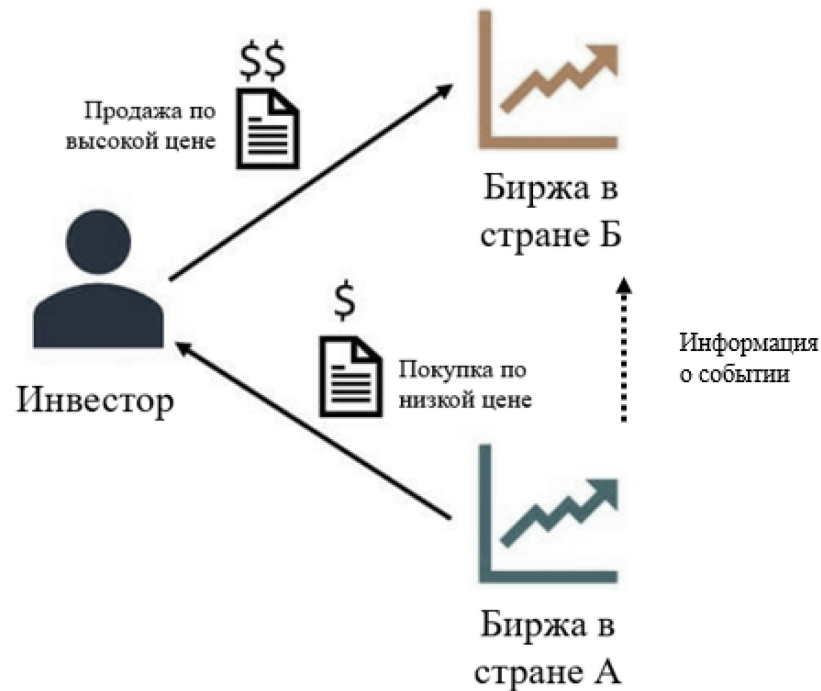 $$
Продажа по
высокой цене
Биржа в
стране Б
Инвестор
$
Покупка по
низкой цене
Информация
о событии
Биржа в
стране А